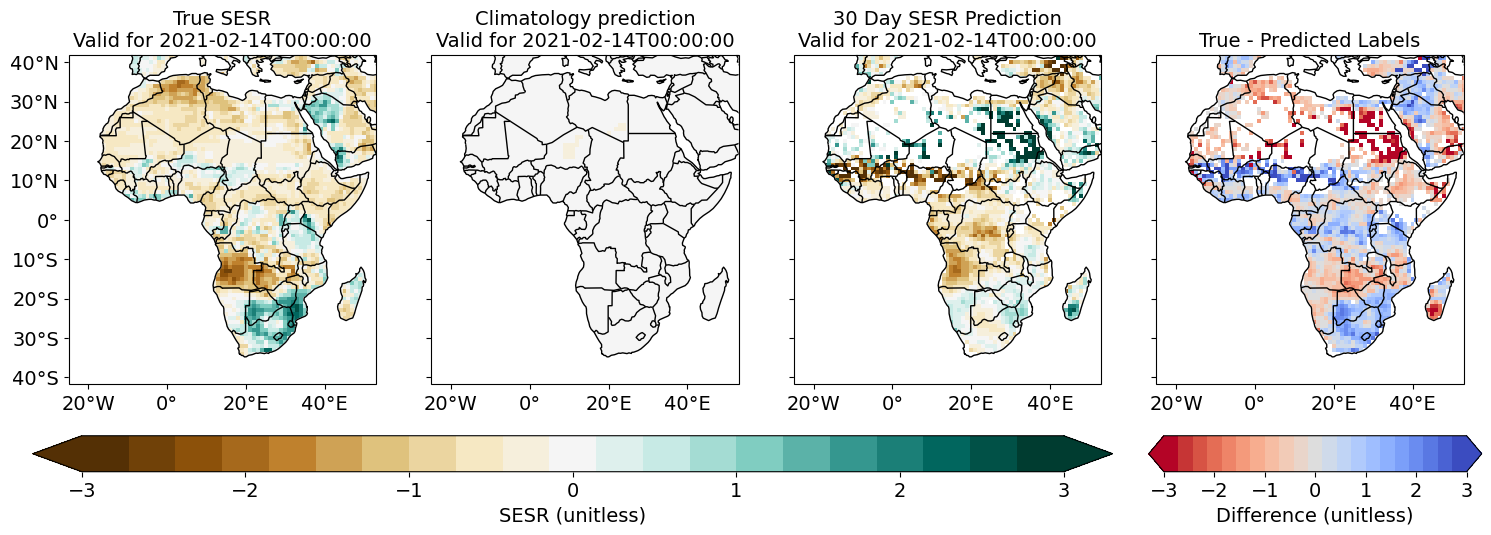 True SESR
Valid for 2021-02-14T00:00:00
Climatology prediction
Valid for 2021-02-14T00:00:00
30 Day SESR Prediction
Valid for 2021-02-14T00:00:00
True - Predicted Labels
40°N
30°N
20°N
10°N
0°
10°S
20°S
30°S
40°S
20°W 0° 20°E 40°E
20°W 0° 20°E 40°E
20°W 0° 20°E 40°E
20°W 0° 20°E 40°E
−3 −2 −1 0 1 2 3
SESR (unitless)
−3 −2 −1 0 1 2 3
Difference (unitless)